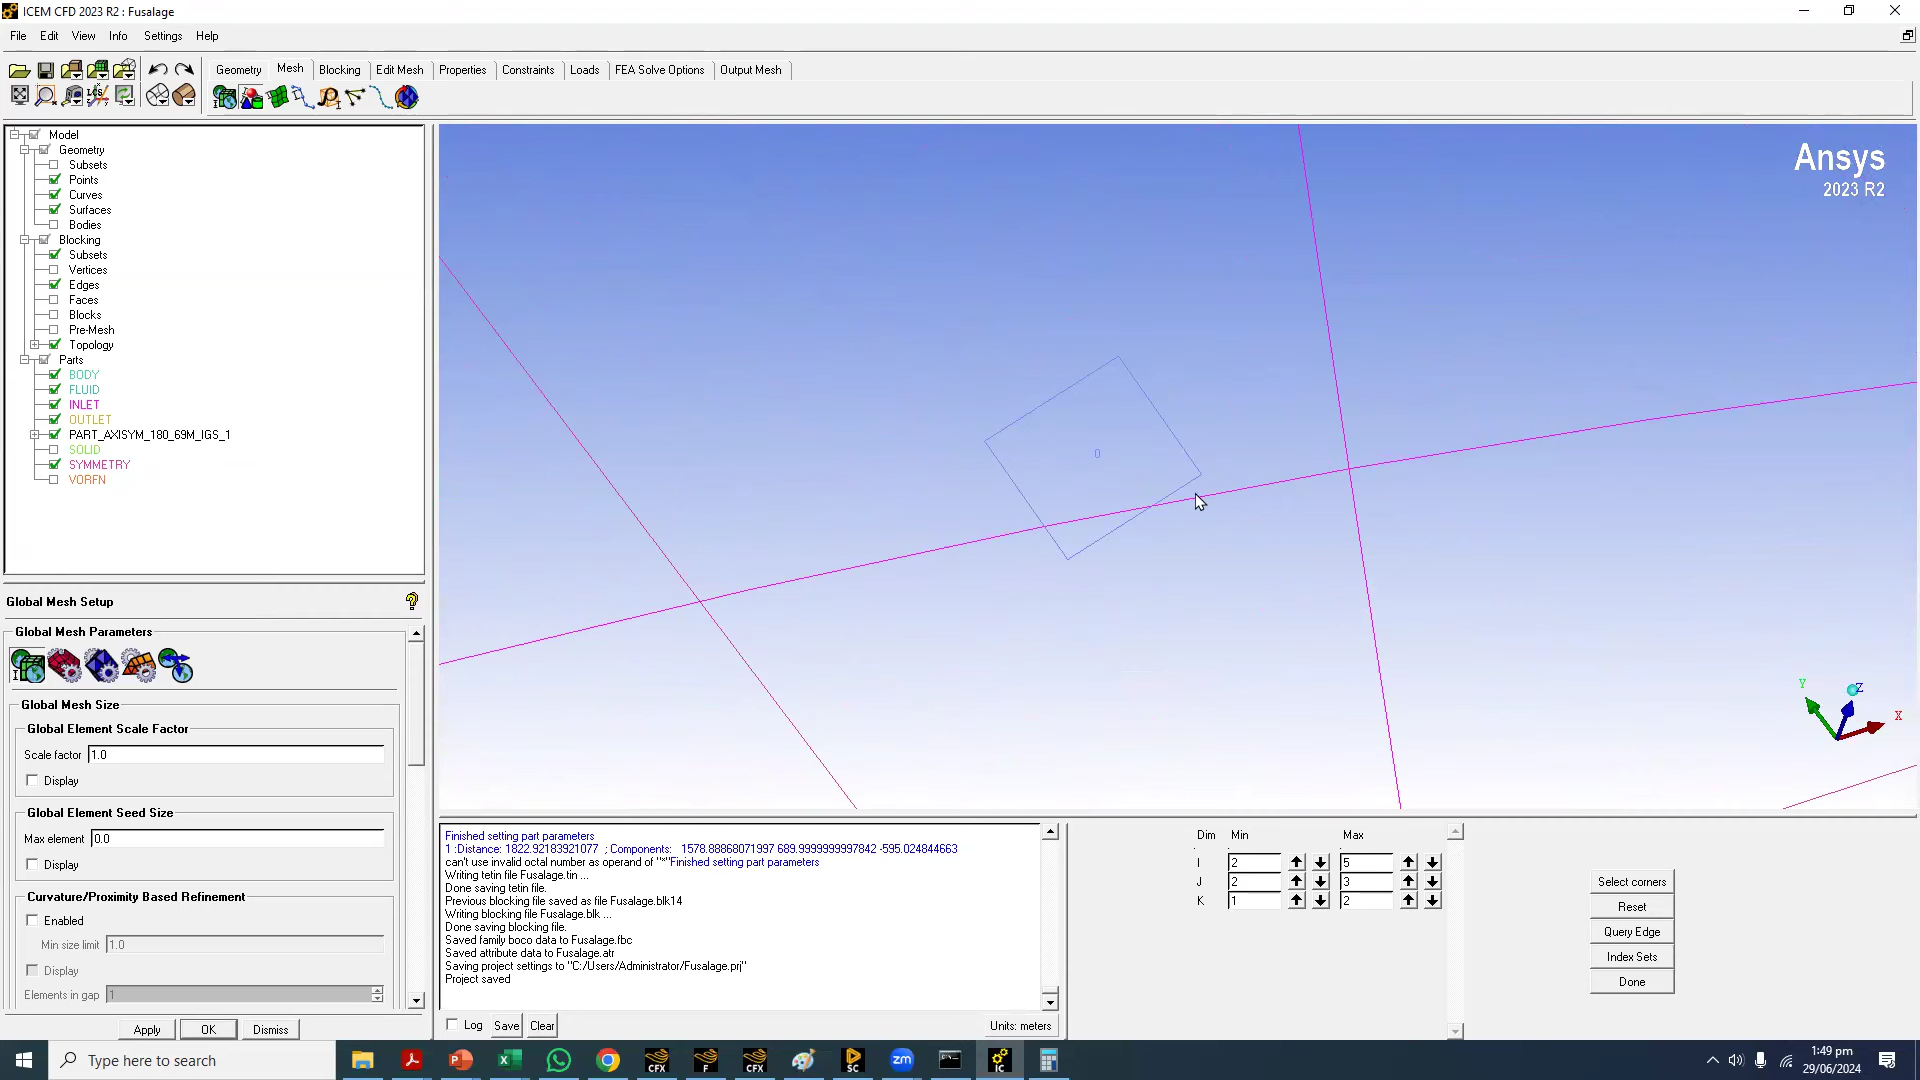 ICEM CFD 2023 R2 : Fusalage
File Edit View Info Settings Help
Geometry Mesh Blocking Edit Mesh Properties Constraints Loads FEA Solve Options Output Mesh
Model
Geometry
Subsets
Points
Curves
Surfaces
Bodies
Blocking
Subsets
Vertices
Edges
Faces
Blocks
Pre-Mesh
Topology
Parts
BODY
FLUID
INLET
OUTLET
PART_AXISYM_180_69M_IGS_1
SOLID
SYMMETRY
VORFN
Global Mesh Setup
Global Mesh Parameters
Global Mesh Size
Global Element Scale Factor
Scale factor 1.0
Display
Global Element Seed Size
Max element 0.0
Display
Curvature/Proximity Based Refinement
Enabled
Min size limit 1.0
Display
Elements in gap 1
Apply OK Dismiss
Ansys
2023 R2
0
Y Z X
Finished setting part parameters
1 :Distance: 1822.92183921077 ; Components: 1578.88868071997 689.9999999997842 -595.024844663
can't use invalid octal number as operand of "*"Finished setting part parameters
Writing tetin file Fusalage.tin ...
Done saving tetin file.
Previous blocking file saved as file Fusalage.blk14
Writing blocking file Fusalage.blk ...
Done saving blocking file.
Saved family boco data to Fusalage.fbc
Saved attribute data to Fusalage.atr
Saving project settings to "C:/Users/Administrator/Fusalage.prj"
Project saved
Log Save Clear Units: meters
Dim Min Max
I 2 5
J 2 3
K 1 2
Select corners
Reset
Query Edge
Index Sets
Done
Type here to search
CFX F CFX SC zm IC
1:49 pm
29/06/2024